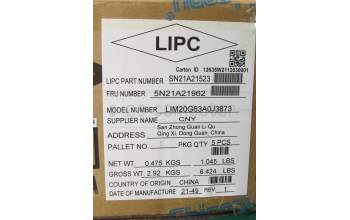 LIPC
Carton ID 12635W2112530001
LIPC PART NUMBER SN21A21523
FRU NUMBER 5N21A21962
MODEL NUMBER LIM20G63A0J3873
SUPPLIER NAME CNY
ADDRESS San Zhong Guan Li Qu
Qing Xi, Dong Guan, China
PALLET NO. PKG Q'TY 5 PCS
NET WT. 0.475 KGS 1.045 LBS
GROSS WT. 2.92 KGS 6.424 LBS
COUNTRY OF ORIGIN CHINA
DATE OF MANUFACTURE 21-49 REV. 1